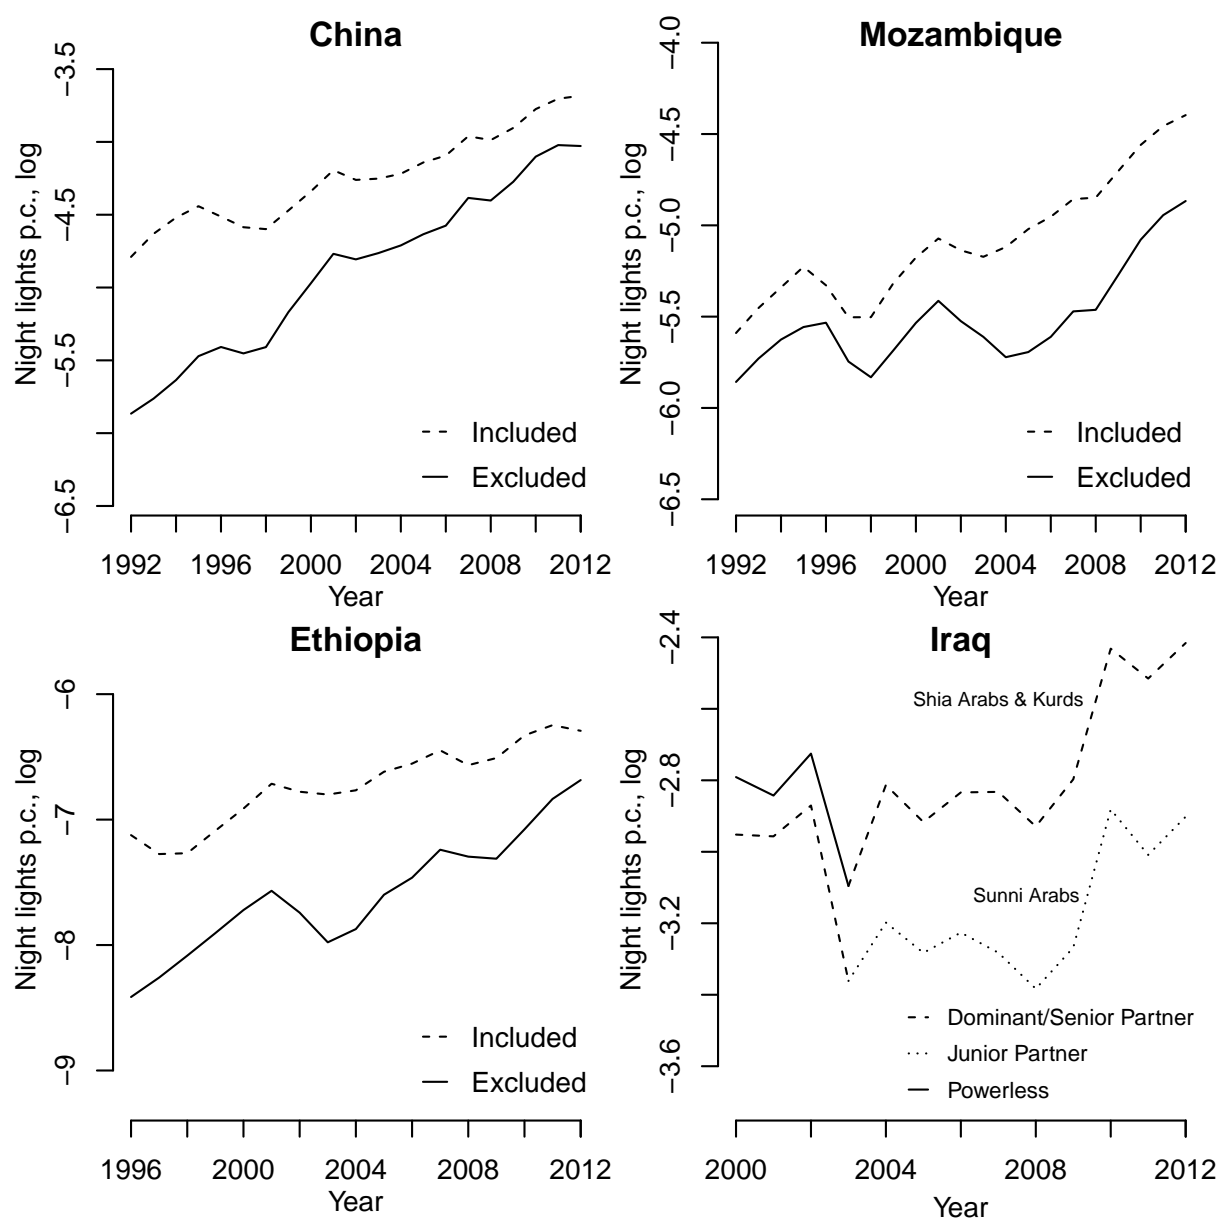 China
Night lights p.c., log
−3.5
−4.5
−5.5
−6.5
Included
Excluded
1992 1996 2000 2004 2008 2012
Year
Mozambique
Night lights p.c., log
−4.0
−4.5
−5.0
−5.5
−6.0
−6.5
Included
Excluded
1992 1996 2000 2004 2008 2012
Year
Ethiopia
Night lights p.c., log
−6
−7
−8
−9
Included
Excluded
1996 2000 2004 2008 2012
Year
Iraq
Night lights p.c., log
−2.4
−2.8
−3.2
−3.6
Shia Arabs & Kurds
Sunni Arabs
Dominant/Senior Partner
Junior Partner
Powerless
2000 2004 2008 2012
Year